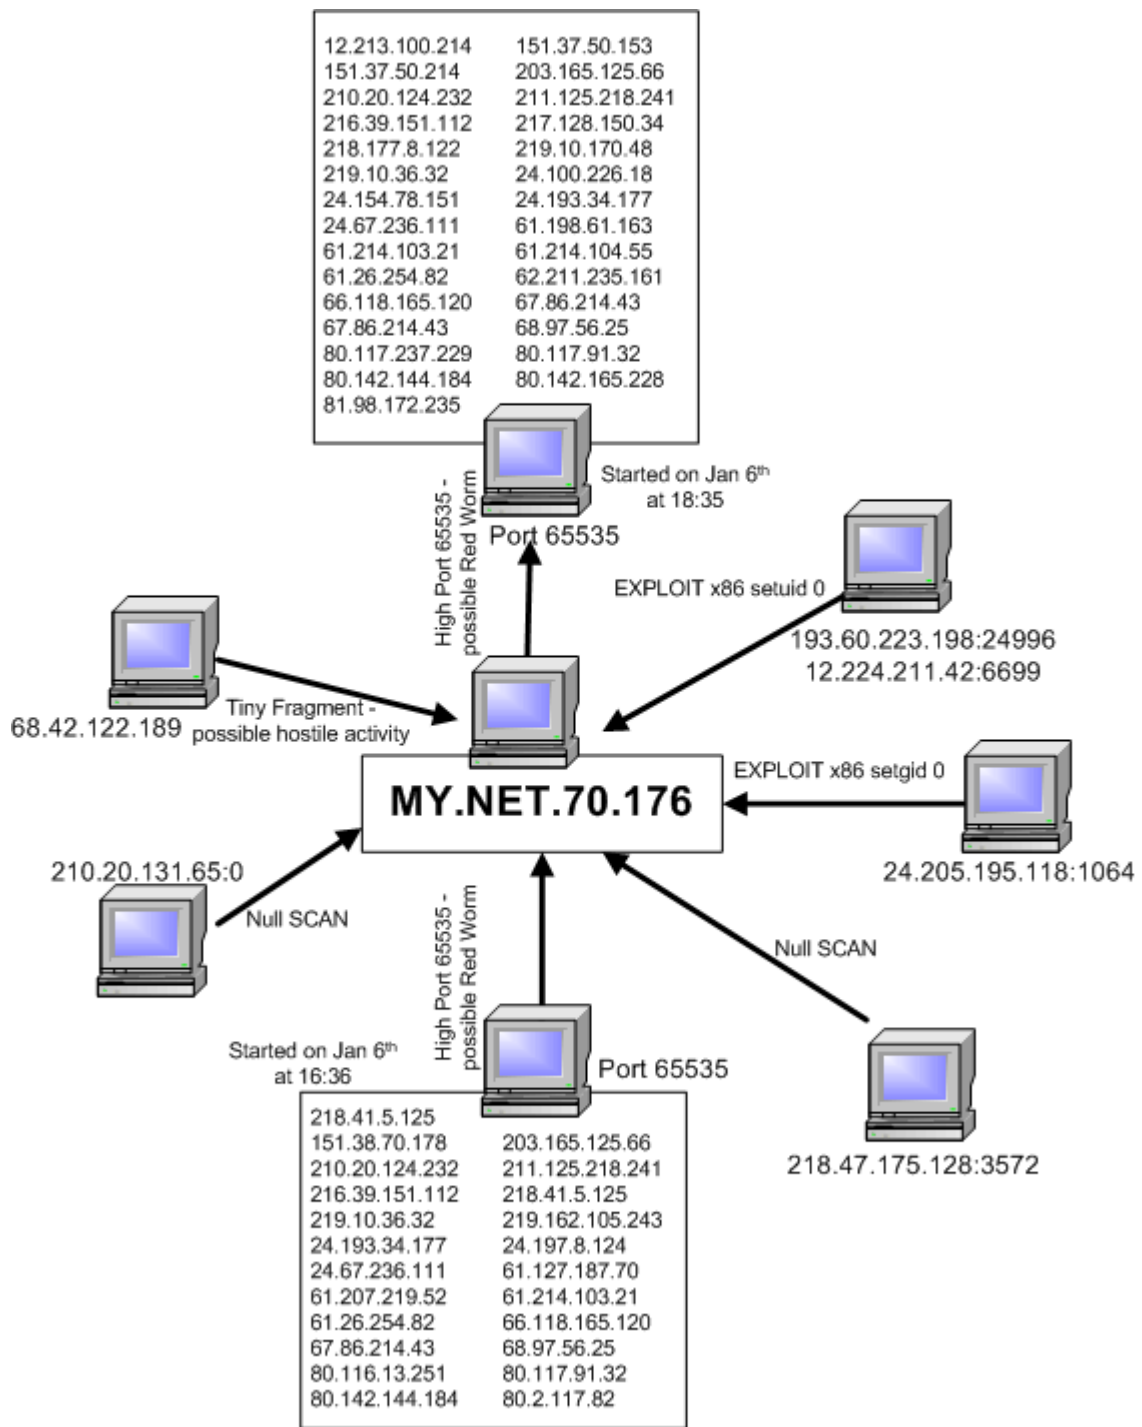 12.213.100.214 151.37.50.153
151.37.50.214 203.165.125.66
210.20.124.232 211.125.218.241
216.39.151.112 217.128.150.34
218.177.8.122 219.10.170.48
219.10.36.32 24.100.226.18
24.154.78.151 24.193.34.177
24.67.236.111 61.198.61.163
61.214.103.21 61.214.104.55
61.26.254.82 62.211.235.161
66.118.165.120 67.86.214.43
67.86.214.43 68.97.56.25
80.117.237.229 80.117.91.32
80.142.144.184 80.142.165.228
81.98.172.235
Started on Jan 6th
at 18:35
Port 65535
High Port 65535 -
possible Red Worm
EXPLOIT x86 setuid 0
193.60.223.198:24996
12.224.211.42:6699
68.42.122.189
Tiny Fragment -
possible hostile activity
EXPLOIT x86 setgid 0
MY.NET.70.176
24.205.195.118:1064
210.20.131.65:0
Null SCAN
High Port 65535 -
possible Red Worm
Null SCAN
Started on Jan 6th
at 16:36
Port 65535
218.47.175.128:3572
218.41.5.125
151.38.70.178 203.165.125.66
210.20.124.232 211.125.218.241
216.39.151.112 218.41.5.125
219.10.36.32 219.162.105.243
24.193.34.177 24.197.8.124
24.67.236.111 61.127.187.70
61.207.219.52 61.214.103.21
61.26.254.82 66.118.165.120
67.86.214.43 68.97.56.25
80.116.13.251 80.117.91.32
80.142.144.184 80.2.117.82